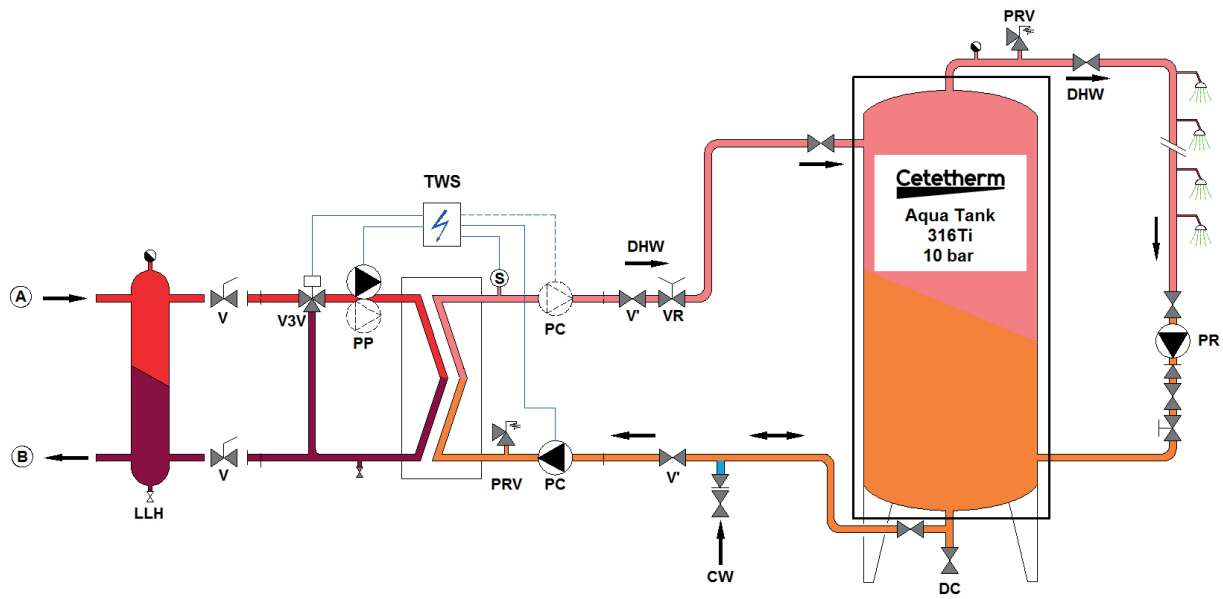 PRV
DHW
TWS
Cetetherm
Aqua Tank
316Ti
10 bar
DHW
S
A
V
V3V
PP
PC
V'
VR
PR
B
V
LLH
PRV
PC
V'
CW
DC